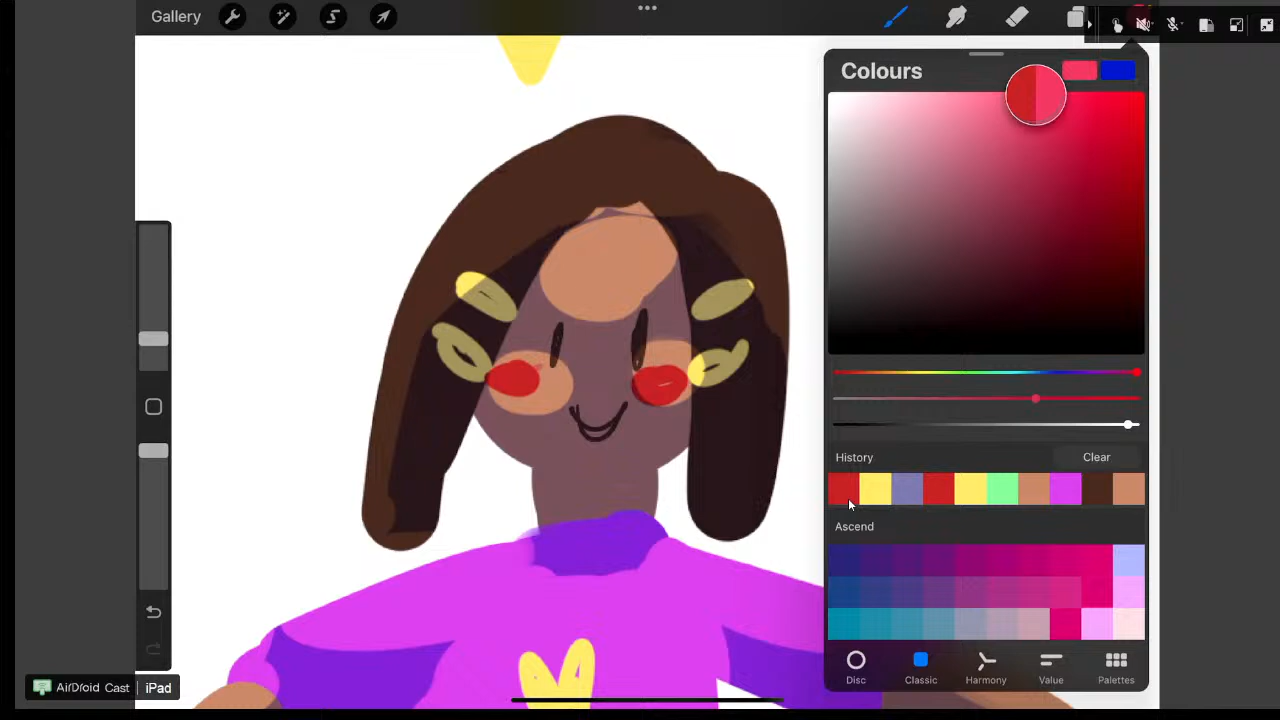 Gallery
Colours
History
Clear
Ascend
Disc
Classic
Harmony
Value
Palettes
AirDroid Cast
iPad